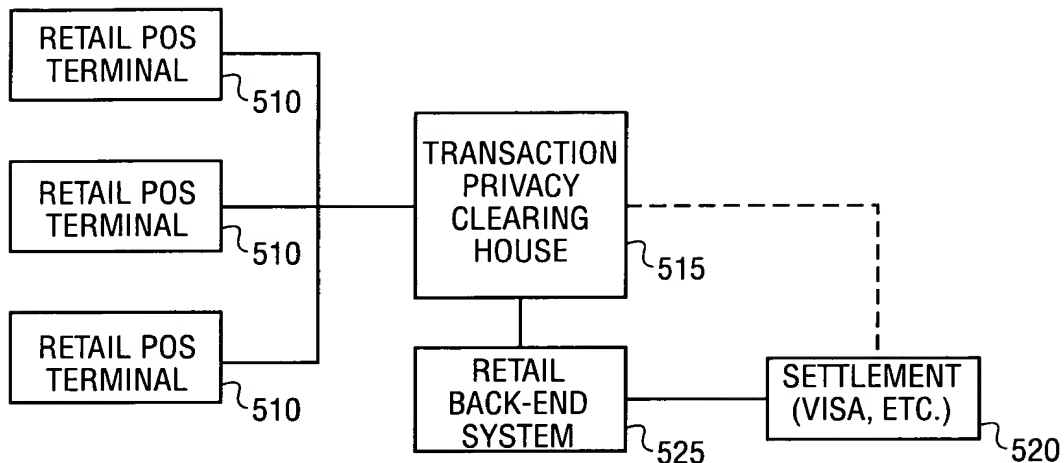 RETAIL POS
TERMINAL
510
RETAIL POS
TERMINAL
510
RETAIL POS
TERMINAL
510
TRANSACTION
PRIVACY
CLEARING
HOUSE
515
RETAIL
BACK-END
SYSTEM
525
SETTLEMENT
(VISA, ETC.)
520